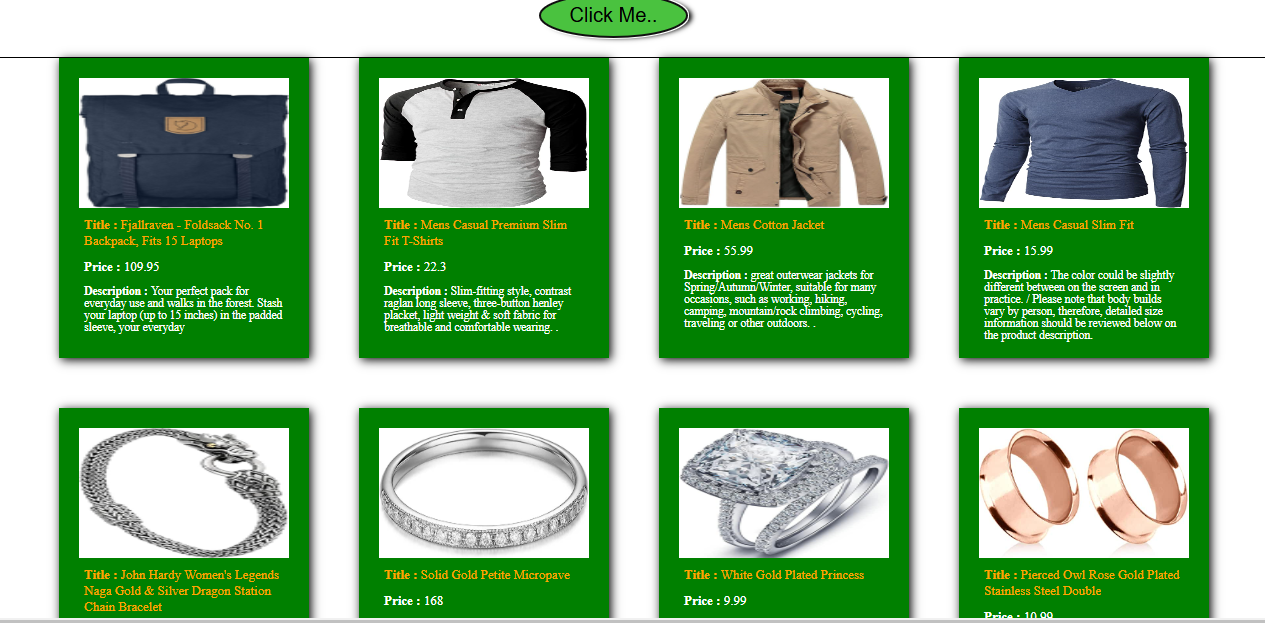 Click Me..
Title : Fjallraven - Foldsack No. 1
Backpack, Fits 15 Laptops
Price : 109.95
Description : Your perfect pack for
everyday use and walks in the forest. Stash
your laptop (up to 15 inches) in the padded
sleeve, your everyday
Title : Mens Casual Premium Slim
Fit T-Shirts
Price : 22.3
Description : Slim-fitting style, contrast
raglan long sleeve, three-button henley
placket, light weight & soft fabric for
breathable and comfortable wearing. .
Title : Mens Cotton Jacket
Price : 55.99
Description : great outerwear jackets for
Spring/Autumn/Winter, suitable for many
occasions, such as working, hiking,
camping, mountain/rock climbing, cycling,
traveling or other outdoors. .
Title : Mens Casual Slim Fit
Price : 15.99
Description : The color could be slightly
different between on the screen and in
practice. / Please note that body builds
vary by person, therefore, detailed size
information should be reviewed below on
the product description.
Title : John Hardy Women's Legends
Naga Gold & Silver Dragon Station
Chain Bracelet
Title : Solid Gold Petite Micropave
Price : 168
Title : White Gold Plated Princess
Price : 9.99
Title : Pierced Owl Rose Gold Plated
Stainless Steel Double
Price : 10.99